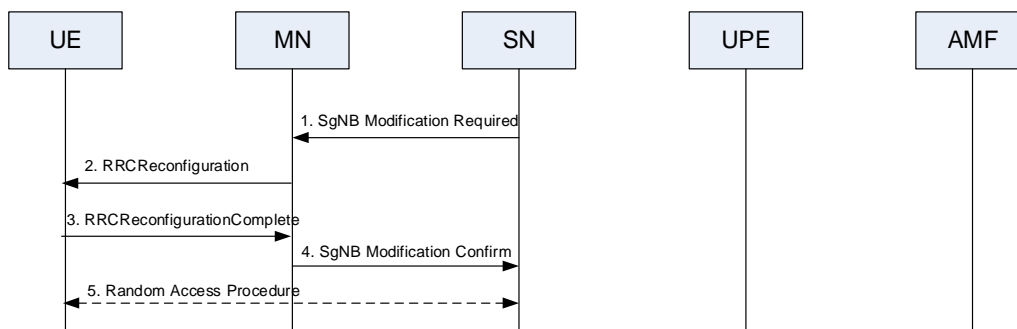 UE
MN
SN
UPE
AMF
1. SgNB Modification Required
2. RRCReconfiguration
3. RRCReconfigurationComplete
4. SgNB Modification Confirm
5. Random Access Procedure